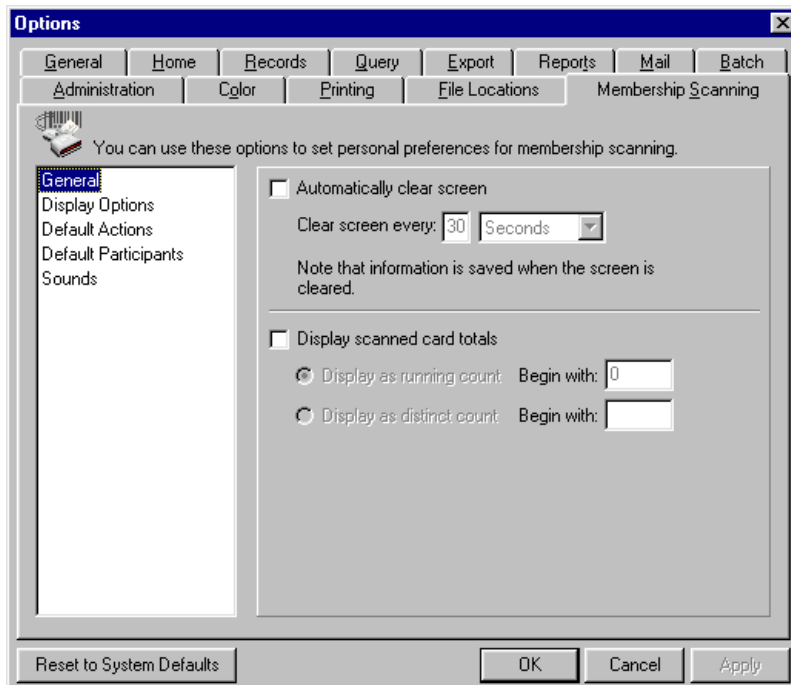 Options
General Home Records Query Export Reports Mail Batch
Administration Color Printing File Locations Membership Scanning
You can use these options to set personal preferences for membership scanning.
General
Display Options
Default Actions
Default Participants
Sounds
Automatically clear screen
Clear screen every: 30 Seconds
Note that information is saved when the screen is
cleared.
Display scanned card totals
Display as running count Begin with: 0
Display as distinct count Begin with:
Reset to System Defaults OK Cancel Apply